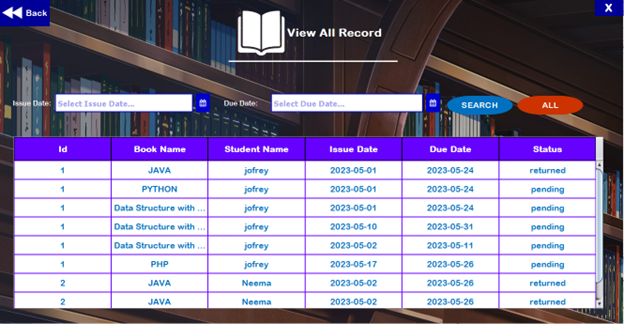 Back
X
View All Record
Issue Date: Select Issue Date... Due Date: Select Due Date... SEARCH ALL
Id Book Name Student Name Issue Date Due Date Status
1 JAVA jofrey 2023-05-01 2023-05-24 returned
1 PYTHON jofrey 2023-05-01 2023-05-24 pending
1 Data Structure with ... jofrey 2023-05-01 2023-05-24 pending
1 Data Structure with ... jofrey 2023-05-10 2023-05-31 pending
1 Data Structure with ... jofrey 2023-05-02 2023-05-11 pending
1 PHP jofrey 2023-05-17 2023-05-26 pending
2 JAVA Neema 2023-05-02 2023-05-26 returned
2 JAVA Neema 2023-05-02 2023-05-26 returned